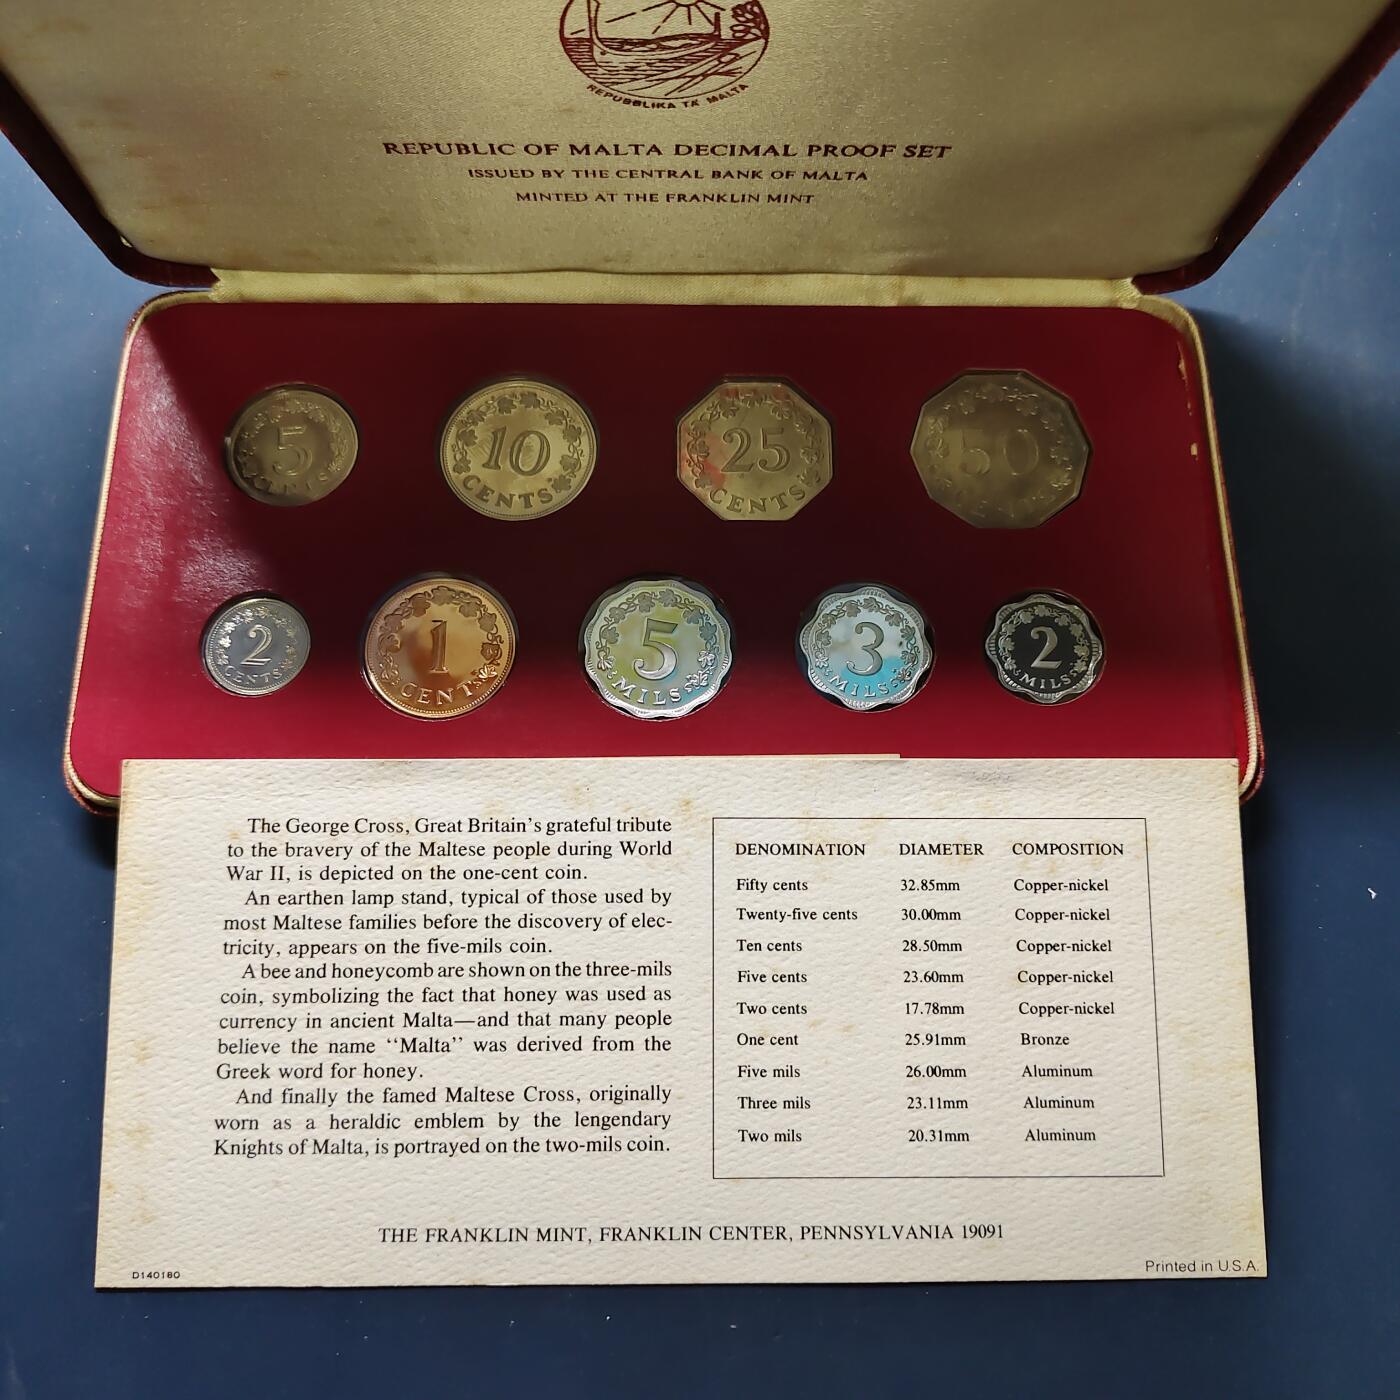 REPUBBLIKA TA' MALTA
REPUBLIC OF MALTA DECIMAL PROOF SET
ISSUED BY THE CENTRAL BANK OF MALTA
MINTED AT THE FRANKLIN MINT
5
CENTS
10
CENTS
25
CENTS
50
CENTS
2
CENTS
1
CENT
5
MILS
3
MILS
2
MILS
The George Cross, Great Britain's grateful tribute
to the bravery of the Maltese people during World
War II, is depicted on the one-cent coin.
An earthen lamp stand, typical of those used by
most Maltese families before the discovery of elec-
tricity, appears on the five-mils coin.
A bee and honeycomb are shown on the three-mils
coin, symbolizing the fact that honey was used as
currency in ancient Malta—and that many people
believe the name "Malta" was derived from the
Greek word for honey.
And finally the famed Maltese Cross, originally
worn as a heraldic emblem by the lengendary
Knights of Malta, is portrayed on the two-mils coin.
DENOMINATION DIAMETER COMPOSITION
Fifty cents 32.85mm Copper-nickel
Twenty-five cents 30.00mm Copper-nickel
Ten cents 28.50mm Copper-nickel
Five cents 23.60mm Copper-nickel
Two cents 17.78mm Copper-nickel
One cent 25.91mm Bronze
Five mils 26.00mm Aluminum
Three mils 23.11mm Aluminum
Two mils 20.31mm Aluminum
THE FRANKLIN MINT, FRANKLIN CENTER, PENNSYLVANIA 19091
D140180
Printed in U.S.A.